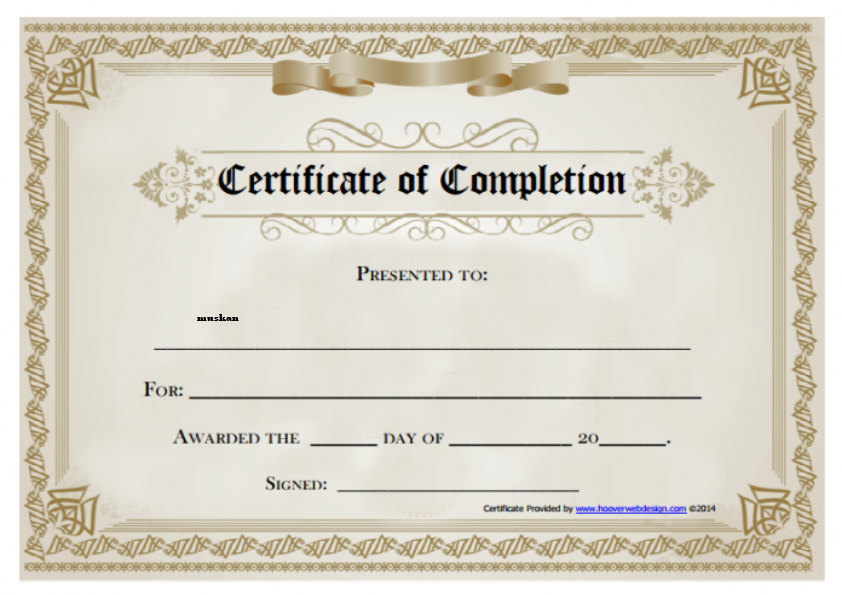 Certificate of Completion
PRESENTED TO:
muskan
FOR:
AWARDED THE ______ DAY OF ___________ 20______.
SIGNED: ______________________
Certificate Provided by www.hooverwebdesign.com ©2014